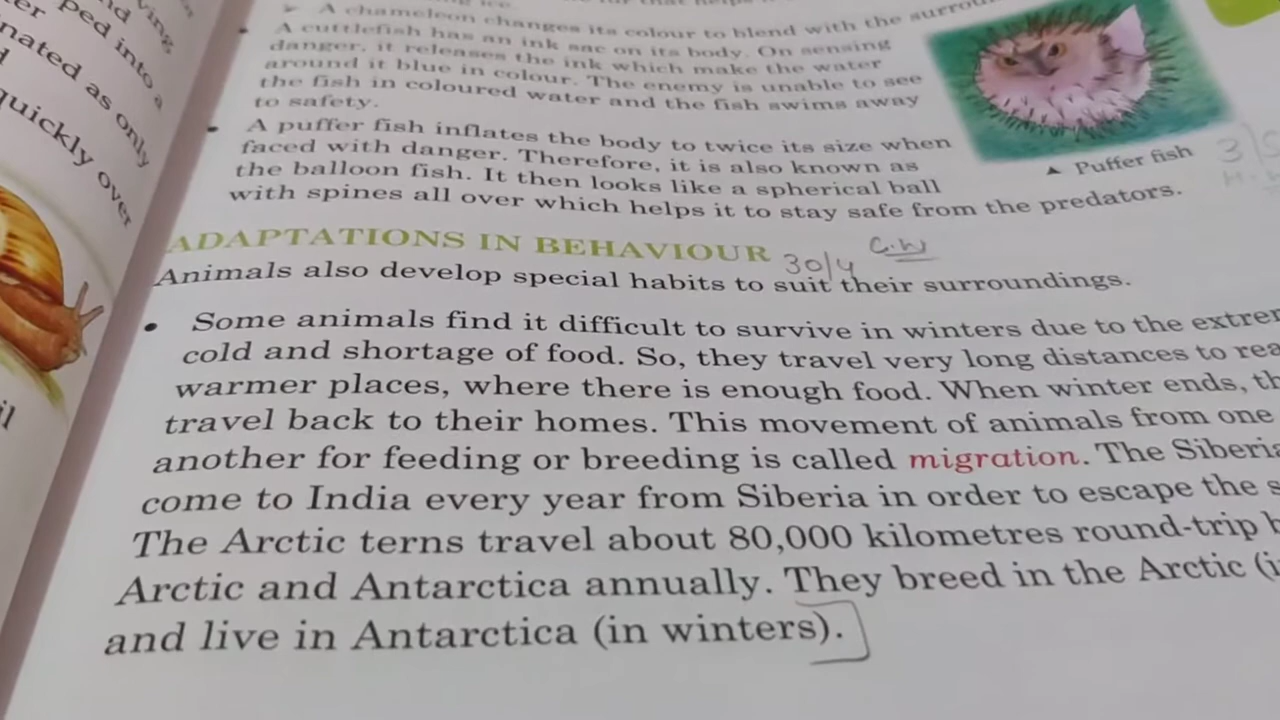 ving
ped into a
nated as only
quickly over
A chameleon changes its colour to blend with the
A cuttlefish has an ink sac on its body. On sensing
danger, it releases the ink which make the water
around it blue in colour. The enemy is unable to see
the fish in coloured water and the fish swims away
to safety.
A puffer fish inflates the body to twice its size when
faced with danger. Therefore, it is also known as
the balloon fish. It then looks like a spherical ball
with spines all over which helps it to stay safe from the predators.
▲ Puffer fish
ADAPTATIONS IN BEHAVIOUR 30/4 C.W
Animals also develop special habits to suit their surroundings.
• Some animals find it difficult to survive in winters due to the extrem
cold and shortage of food. So, they travel very long distances to rea
warmer places, where there is enough food. When winter ends, th
travel back to their homes. This movement of animals from one
another for feeding or breeding is called migration. The Siberia
come to India every year from Siberia in order to escape the s
The Arctic terns travel about 80,000 kilometres round-trip
Arctic and Antarctica annually. They breed in the Arctic (i
and live in Antarctica (in winters).